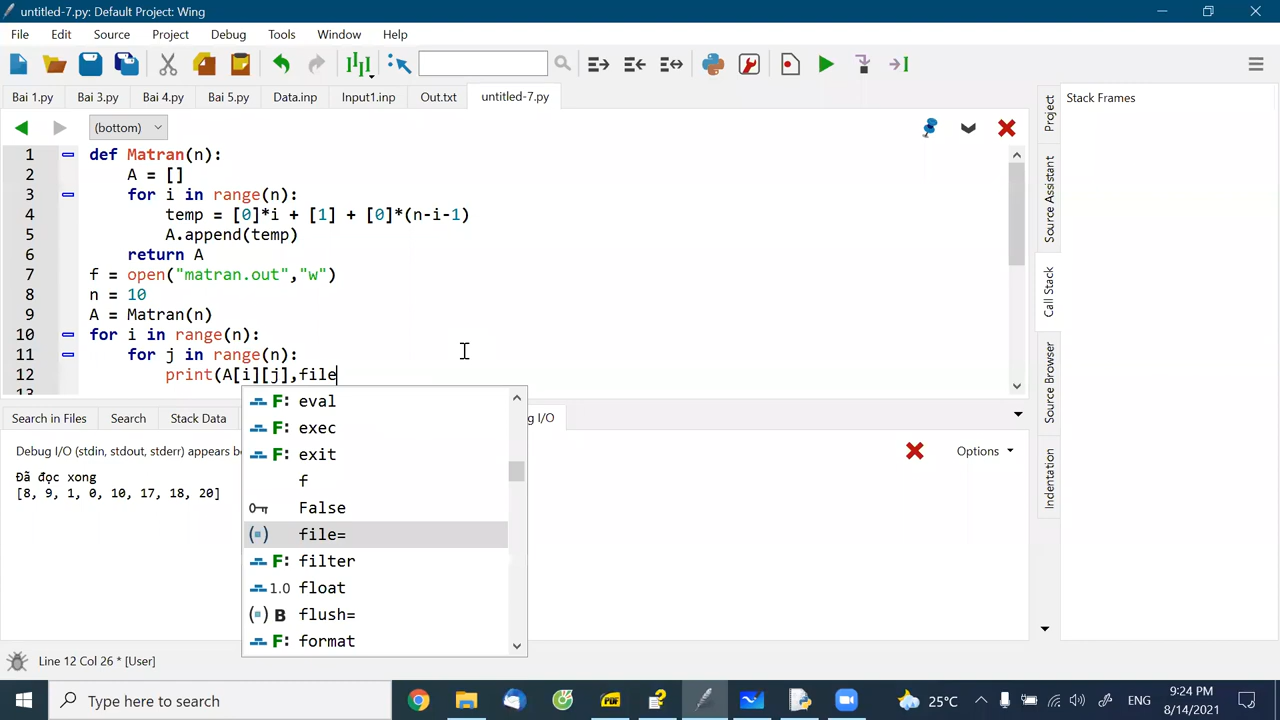 untitled-7.py: Default Project: Wing
File Edit Source Project Debug Tools Window Help
Bai 1.py Bai 3.py Bai 4.py Bai 5.py Data.inp Input1.inp Out.txt untitled-7.py
(bottom)
1 def Matran(n):
2 A = []
3 for i in range(n):
4 temp = [0]*i + [1] + [0]*(n-i-1)
5 A.append(temp)
6 return A
7 f = open("matran.out","w")
8 n = 10
9 A = Matran(n)
10 for i in range(n):
11 for j in range(n):
12 print(A[i][j],file
13
F: eval
F: exec
F: exit
f
False
file=
F: filter
1.0 float
B flush=
F: format
Search in Files Search Stack Data g I/O
Debug I/O (stdin, stdout, stderr) appears be
Options
Đã đọc xong
[8, 9, 1, 0, 10, 17, 18, 20]
Stack Frames
Project
Source Assistant
Call Stack
Source Browser
Indentation
Line 12 Col 26 * [User]
Type here to search
PDF
25°C
ENG
9:24 PM
8/14/2021